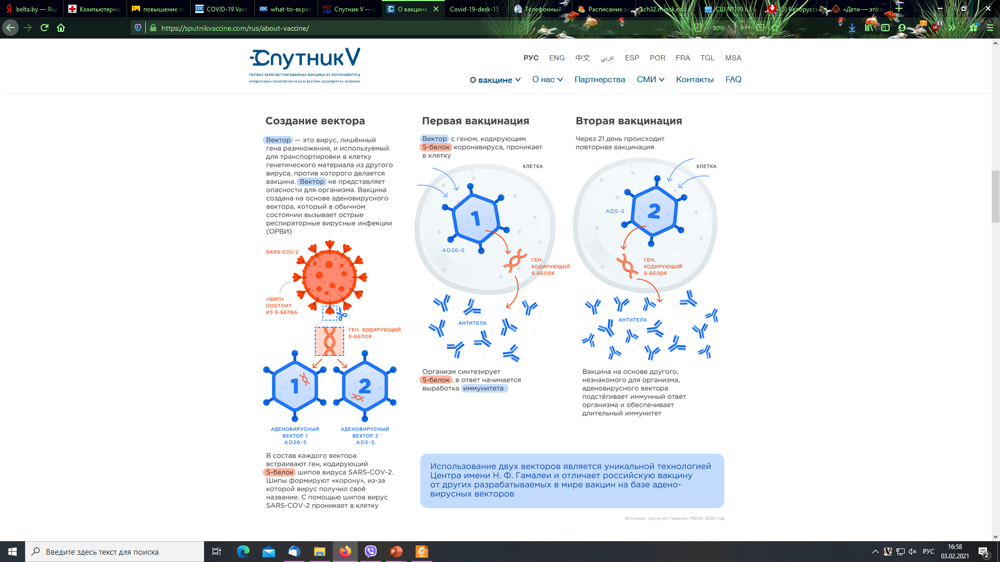 belta.by — Янд
Компьютерна
повышение те
COVID-19 Vacc
what-to-expect
Спутник V — и
О вакцине
Covid-19-desk-15
Телефонный с
Расписание за
sch32.minsk.edu.
СШ №199 г.
(3) Белорусск
«Дети — это м
https://sputnikvaccine.com/rus/about-vaccine/
80%
7
11
СПУТНИК V
ПЕРВАЯ ЗАРЕГИСТРИРОВАННАЯ ВАКЦИНА ОТ КОРОНАВИРУСА
ПРОВЕРЕННАЯ ТЕХНОЛОГИЯ НА БАЗЕ ВЕКТОРА АДЕНОВИРУСА ЧЕЛОВЕКА
РУС ENG 中文 عربي ESP POR FRA TGL MSA
О вакцине О нас Партнерства СМИ Контакты FAQ
Создание вектора
Вектор — это вирус, лишённый
гена размножения, и используемый
для транспортировки в клетку
генетического материала из другого
вируса, против которого делается
вакцина. Вектор не представляет
опасности для организма. Вакцина
создана на основе аденовирусного
вектора, который в обычном
состоянии вызывает острые
респираторные вирусные инфекции
(ОРВИ)
SARS-COV-2
«ШИП»
СОСТОИТ
ИЗ S-БЕЛКА
ГЕН, КОДИРУЮЩИЙ
S-БЕЛОК
1
2
АДЕНОВИРУСНЫЙ
ВЕКТОР 1
AD26-S
АДЕНОВИРУСНЫЙ
ВЕКТОР 2
AD5-S
В состав каждого вектора
встраивают ген, кодирующий
S-белок шипов вируса SARS-COV-2.
Шипы формируют «корону», из-за
которой вирус получил своё
название. С помощью шипов вирус
SARS-COV-2 проникает в клетку
Первая вакцинация
Вектор с геном, кодирующим
S-белок коронавируса, проникает
в клетку
КЛЕТКА
1
AD26-S
ГЕН,
КОДИРУЮЩИЙ
S-БЕЛОК
АНТИТЕЛА
Организм синтезирует
S-белок, в ответ начинается
выработка иммунитета
Вторая вакцинация
Через 21 день происходит
повторная вакцинация
КЛЕТКА
AD5-S
2
ГЕН,
КОДИРУЮЩИЙ
S-БЕЛОК
АНТИТЕЛА
Вакцина на основе другого,
незнакомого для организма,
аденовирусного вектора
подстёгивает иммунный ответ
организма и обеспечивает
длительный иммунитет
Использование двух векторов является уникальной технологией
Центра имени Н. Ф. Гамалеи и отличает российскую вакцину
от других разрабатываемых в мире вакцин на базе адено-
вирусных векторов
Источник: Центр им. Гамалеи, РФПИ, 2020 год
Введите здесь текст для поиска
РУС
16:58
03.02.2021
2